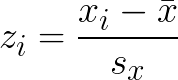 z_i = \frac{x_i - \bar{x}}{s_x}